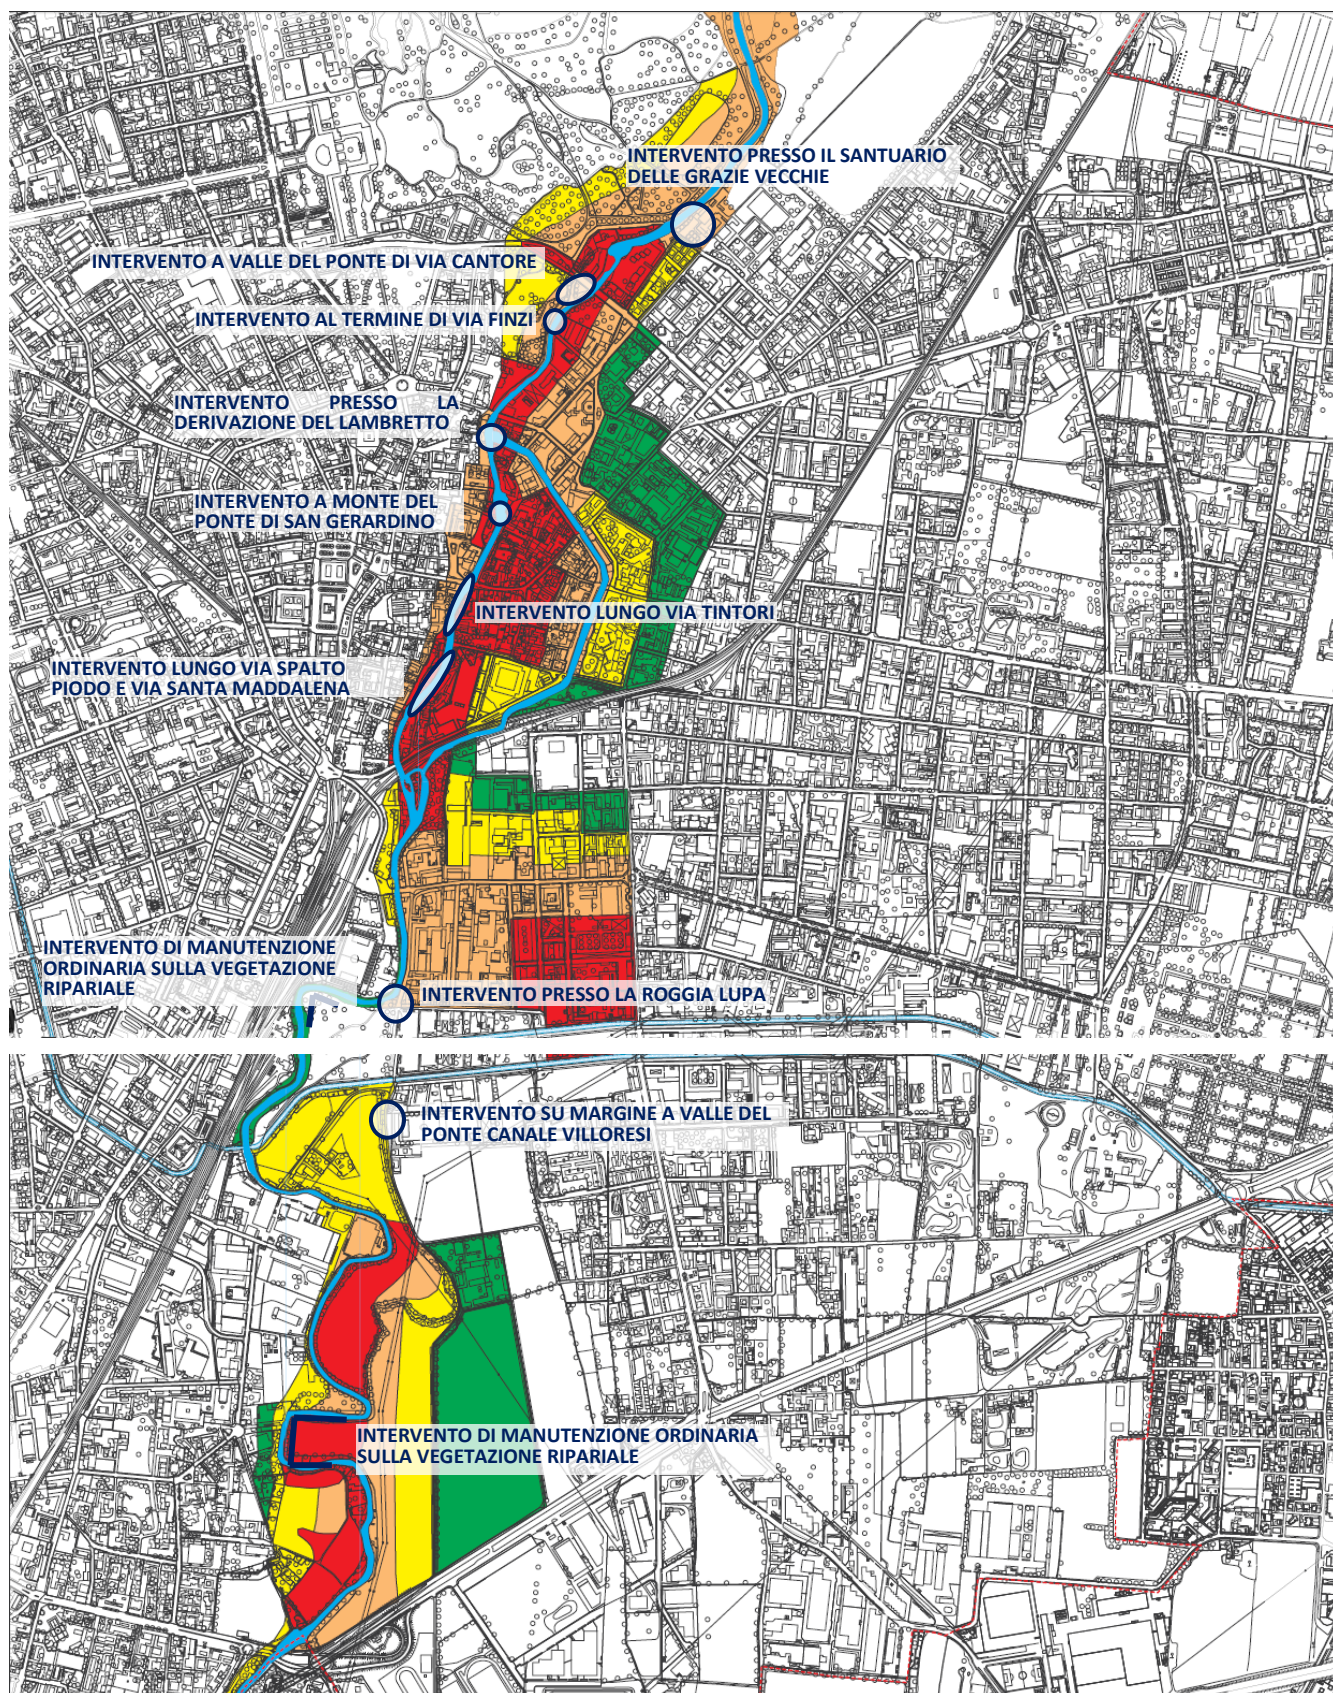 INTERVENTO PRESSO IL SANTUARIO
DELLE GRAZIE VECCHIE
INTERVENTO A VALLE DEL PONTE DI VIA CANTORE
INTERVENTO AL TERMINE DI VIA FINZI
INTERVENTO PRESSO LA
DERIVAZIONE DEL LAMBRETTO
INTERVENTO A MONTE DEL
PONTE DI SAN GERARDINO
INTERVENTO LUNGO VIA TINTORI
INTERVENTO LUNGO VIA SPALTO
PIODO E VIA SANTA MADDALENA
INTERVENTO DI MANUTENZIONE
ORDINARIA SULLA VEGETAZIONE
RIPARIALE
INTERVENTO PRESSO LA ROGGIA LUPA
INTERVENTO SU MARGINE A VALLE DEL
PONTE CANALE VILLORESI
INTERVENTO DI MANUTENZIONE ORDINARIA
SULLA VEGETAZIONE RIPARIALE